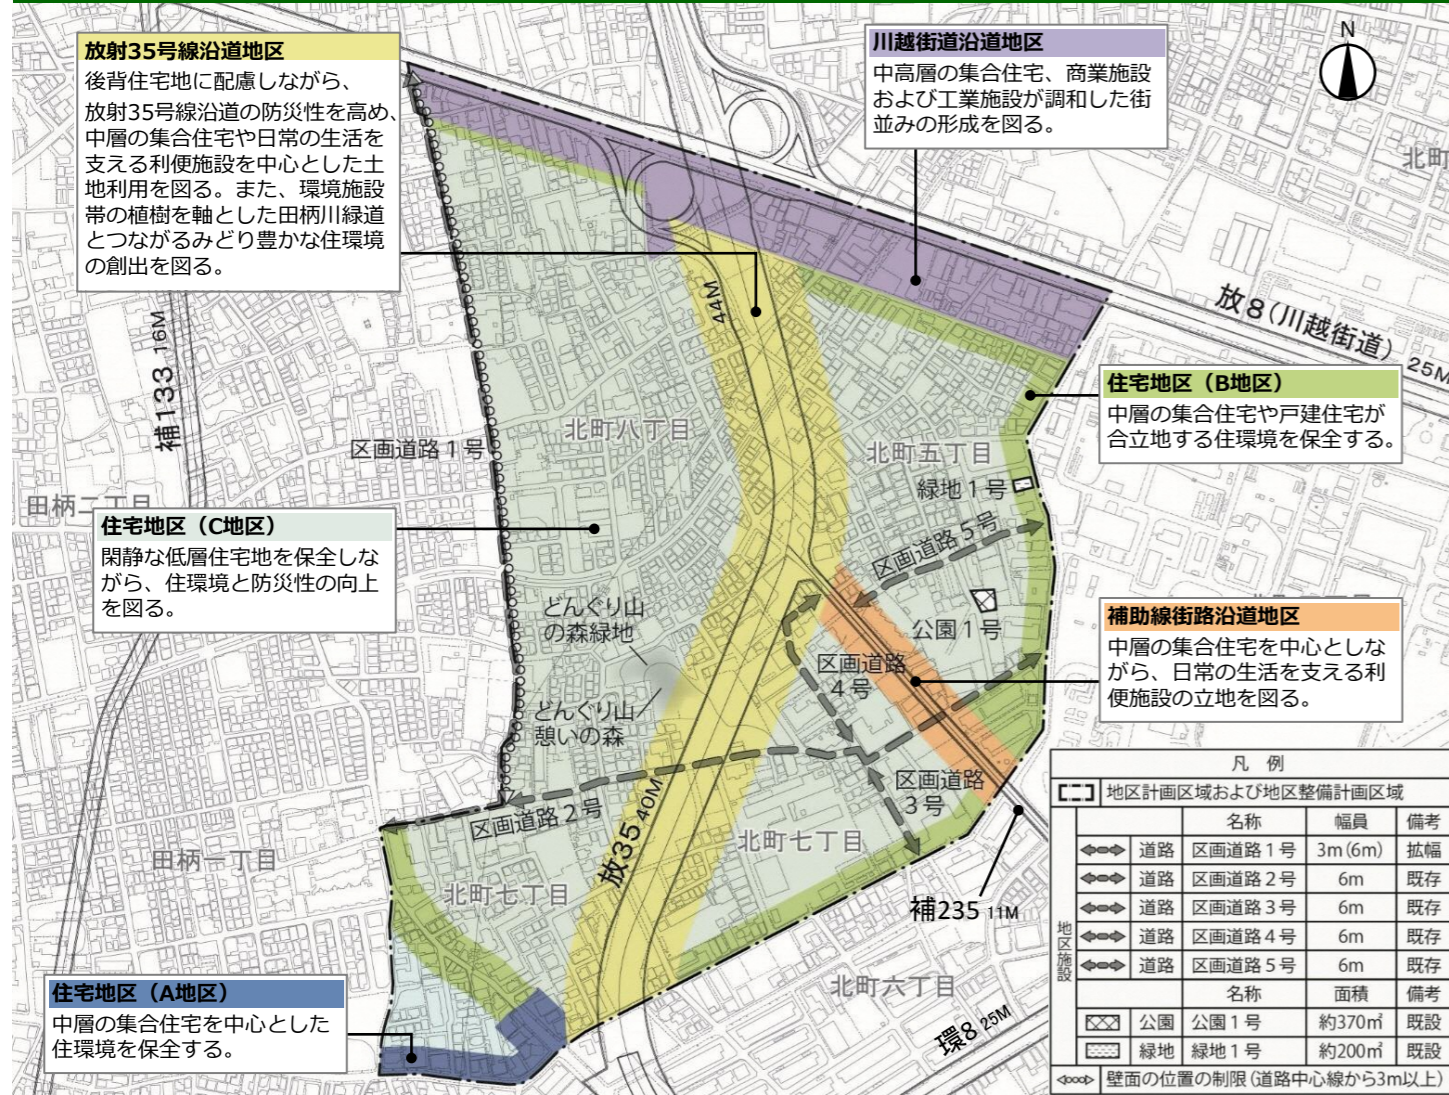 放射35号線沿道地区
後背住宅地に配慮しながら、
放射35号線沿道の防災性を高め、
中層の集合住宅や日常の生活を
支える利便施設を中心とした土
地利用を図る。また、環境施設
帯の植樹を軸とした田柄川緑道
とつながるみどり豊かな住環境
の創出を図る。
川越街道沿道地区
中高層の集合住宅、商業施設
および工業施設が調和した街
並みの形成を図る。
N
北町
放8(川越街道) 25M
44M
補133 16M
住宅地区（B地区）
中層の集合住宅や戸建住宅が
合立地する住環境を保全する。
北町八丁目
北町五丁目
区画道路1号
緑地1号
田柄二丁目
住宅地区（C地区）
閑静な低層住宅地を保全しな
がら、住環境と防災性の向上
を図る。
区画道路5号
どんぐり山
の森緑地
公園1号
補助線街路沿道地区
中層の集合住宅を中心としな
がら、日常の生活を支える利
便施設の立地を図る。
区画道路
4号
どんぐり山
憩いの森
区画道路
3号
区画道路2号
放35 40M
田柄一丁目
北町七丁目
北町七丁目
補235 11M
北町六丁目
環8 25M
住宅地区（A地区）
中層の集合住宅を中心とした
住環境を保全する。
凡 例
地区計画区域および地区整備計画区域
地区施設
名称 幅員 備考
道路 区画道路1号 3m(6m) 拡幅
道路 区画道路2号 6m 既存
道路 区画道路3号 6m 既存
道路 区画道路4号 6m 既存
道路 区画道路5号 6m 既存
名称 面積 備考
公園 公園1号 約370㎡ 既設
緑地 緑地1号 約200㎡ 既設
壁面の位置の制限(道路中心線から3m以上)